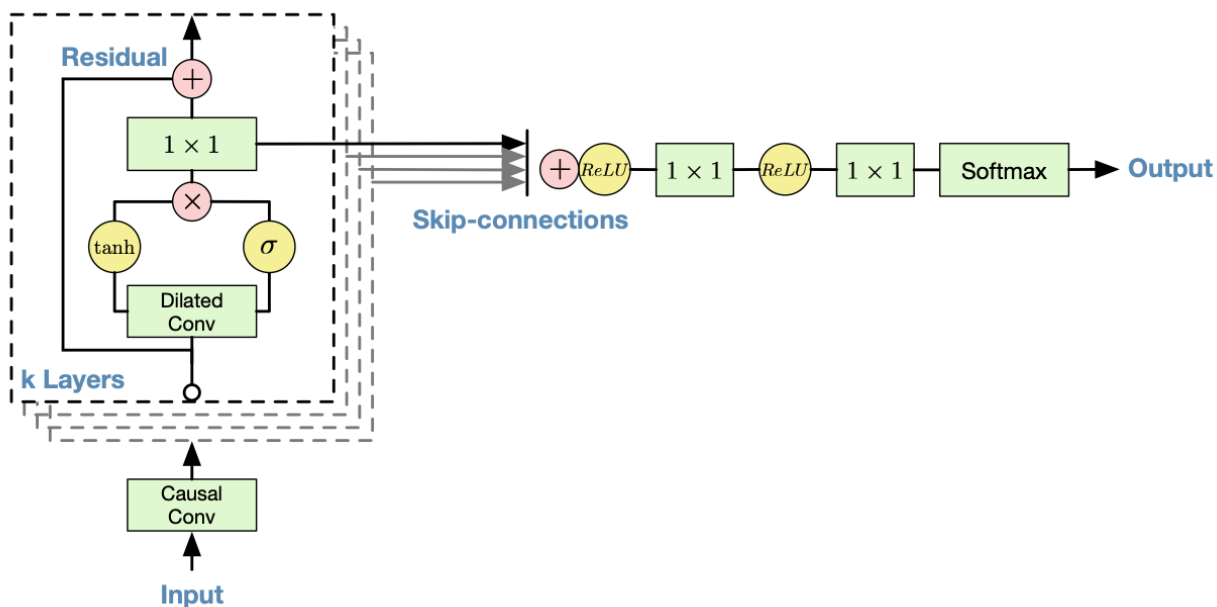 Residual
+
1 × 1
×
tanh
σ
Dilated
Conv
k Layers
Causal
Conv
Input
Skip-connections
+
ReLU
1 × 1
ReLU
1 × 1
Softmax
Output